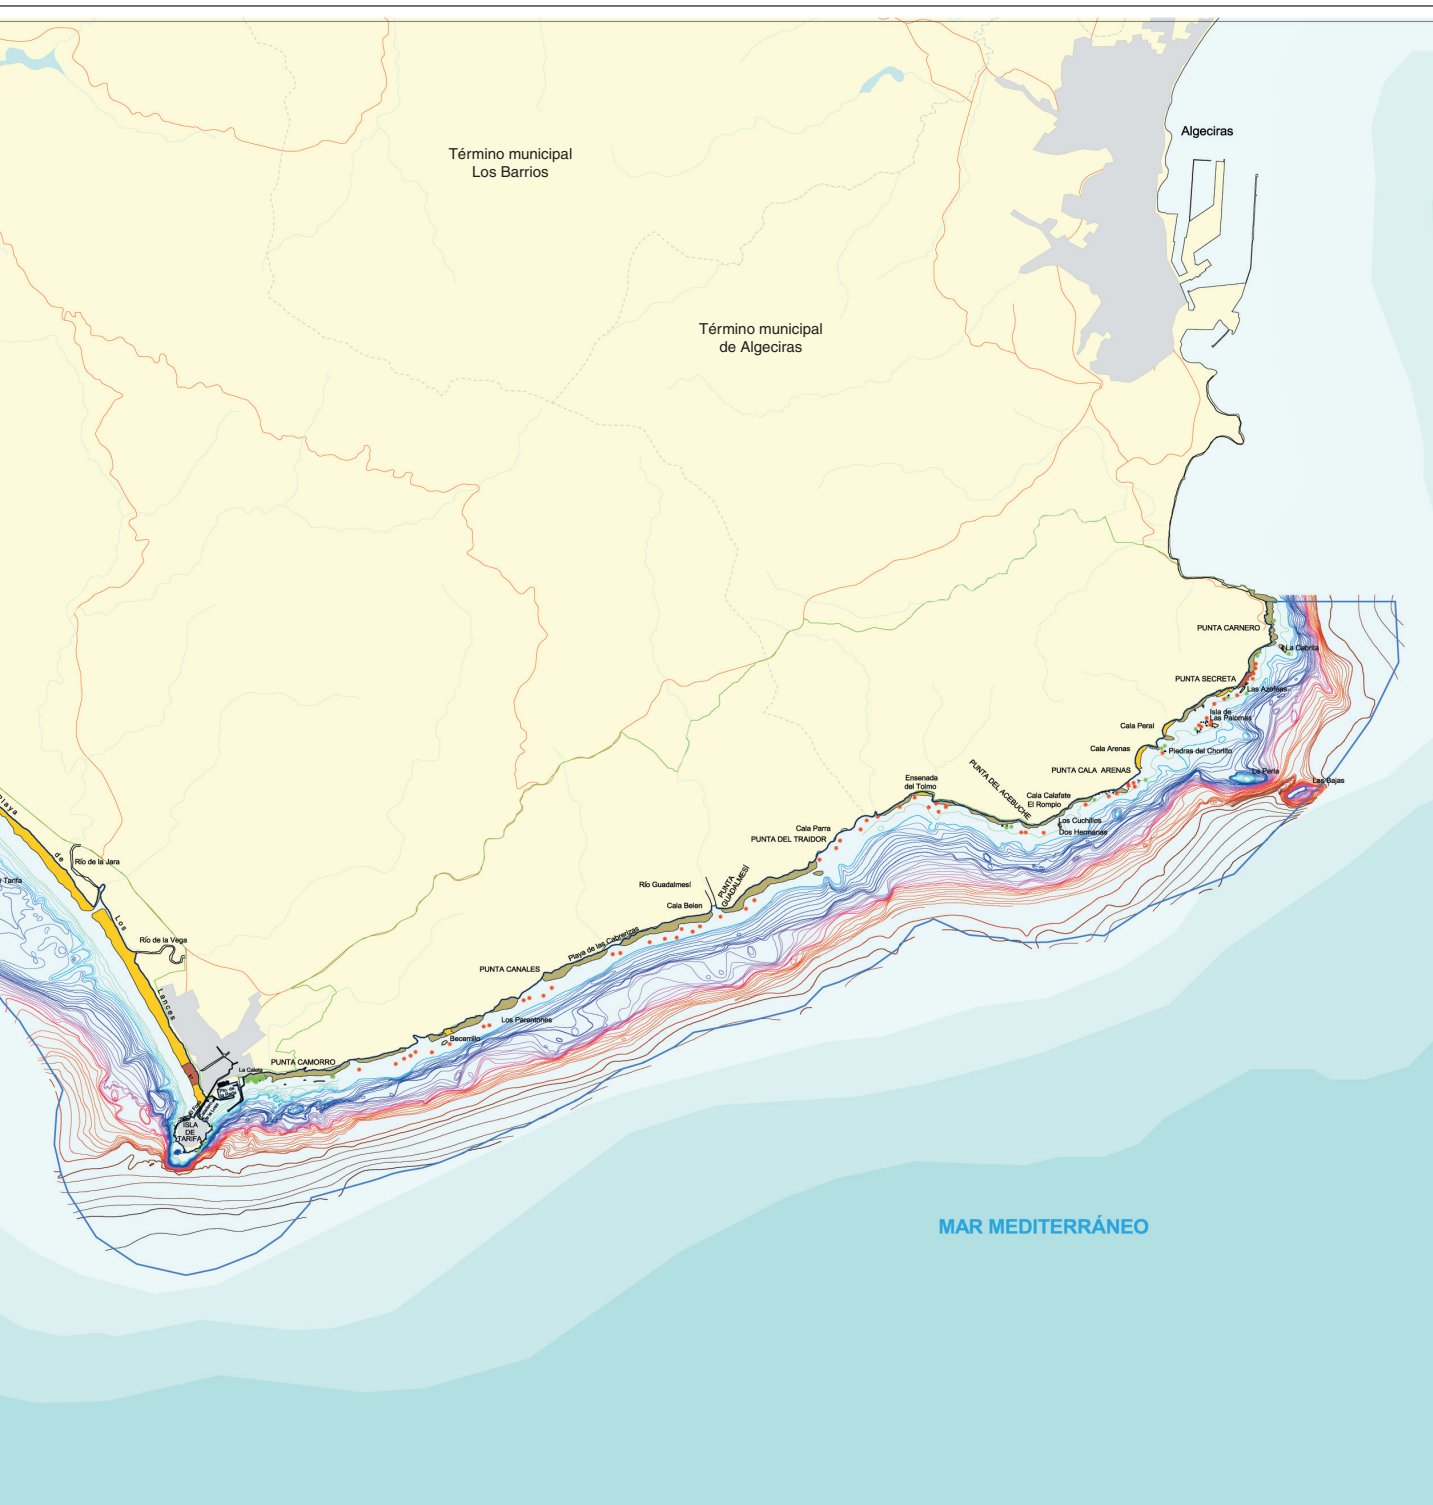 Algeciras
Término municipal
Los Barrios
Término municipal
de Algeciras
PUNTA CARNERO
La Cabrita
PUNTA SECRETA
Las Azofeas
Isla de
Las Palomas
Cala Peral
Cala Arenas
Piedras del Chorlito
PUNTA CALA ARENAS
La Perla
Las Bajas
PUNTA DEL ACEBUCHE
Ensenada
del Tolmo
Cala Calafate
El Rompio
Los Cuchillos
Dos Hermanas
Cala Parra
PUNTA DEL TRAIDOR
Playa de Los Lances
Río de la Jara
Tarifa
Río Guadalmesí
PUNTA
GUADALMESÍ
Cala Belen
Río de la Vega
Playa de las Cabrerizas
PUNTA CANALES
Los Parentones
Becerrillo
PUNTA CAMORRO
La Caleta
ISLA
DE
TARIFA
MAR MEDITERRÁNEO